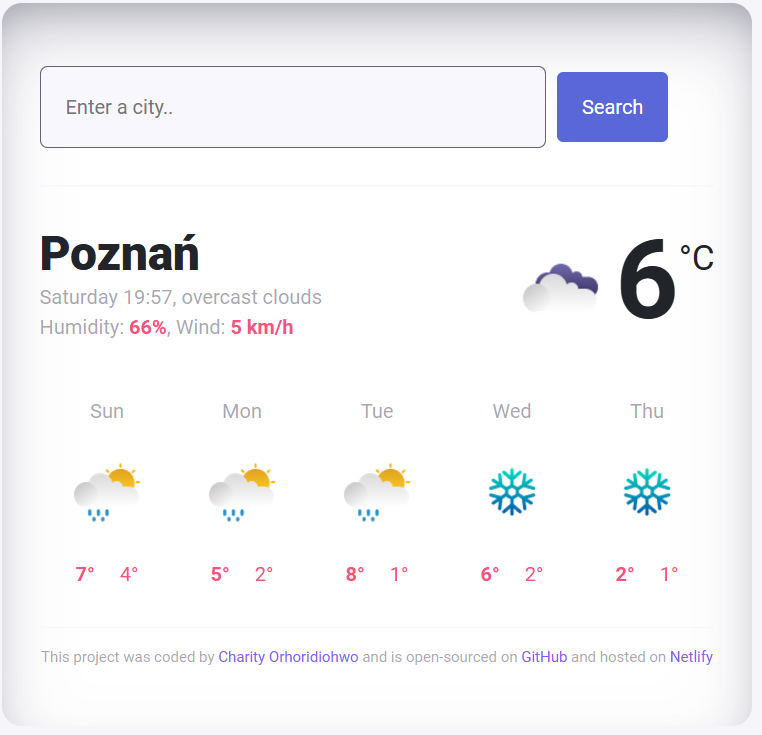 Enter a city..
Search
Poznań
6 °C
Saturday 19:57, overcast clouds
Humidity: 66%, Wind: 5 km/h
Sun Mon Tue Wed Thu
7° 4° 5° 2° 8° 1° 6° 2° 2° 1°
This project was coded by Charity Orhoridiohwo and is open-sourced on GitHub and hosted on Netlify